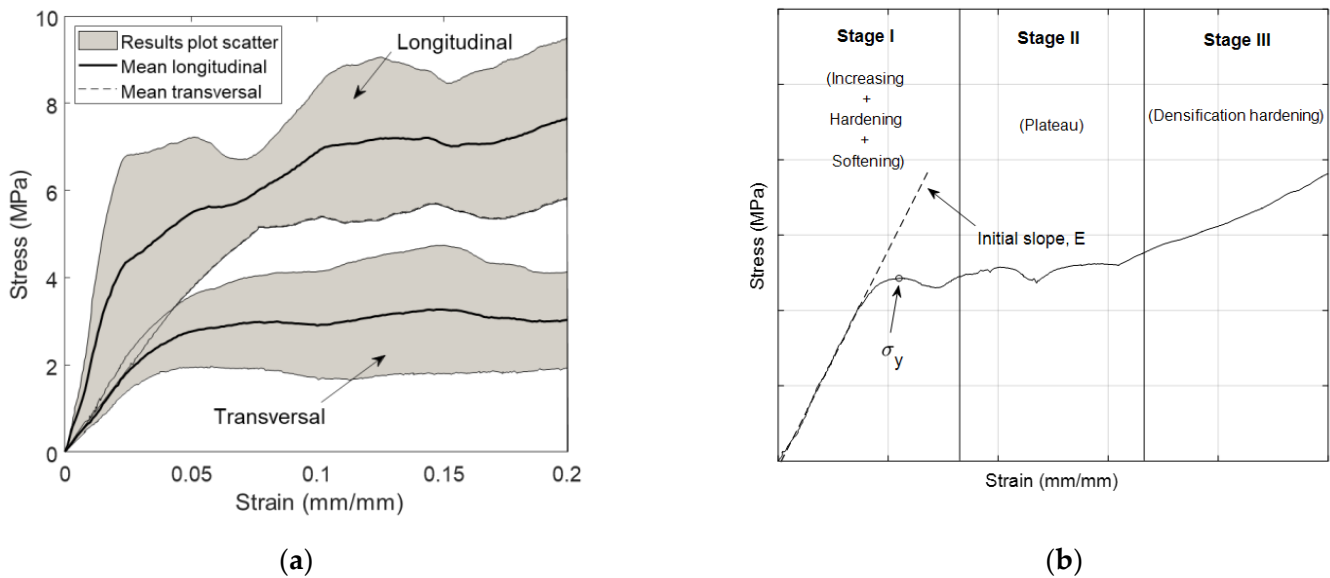 10
8
6
4
2
0
Stress (MPa)
Results plot scatter
Mean longitudinal
Mean transversal
Longitudinal
Transversal
0
0.05
0.1
0.15
0.2
Strain (mm/mm)
(a)
Stage I
Stage II
Stage III
(Increasing
+
Hardening
+
Softening)
(Plateau)
(Densification hardening)
Initial slope, E
σy
Stress (MPa)
Strain (mm/mm)
(b)